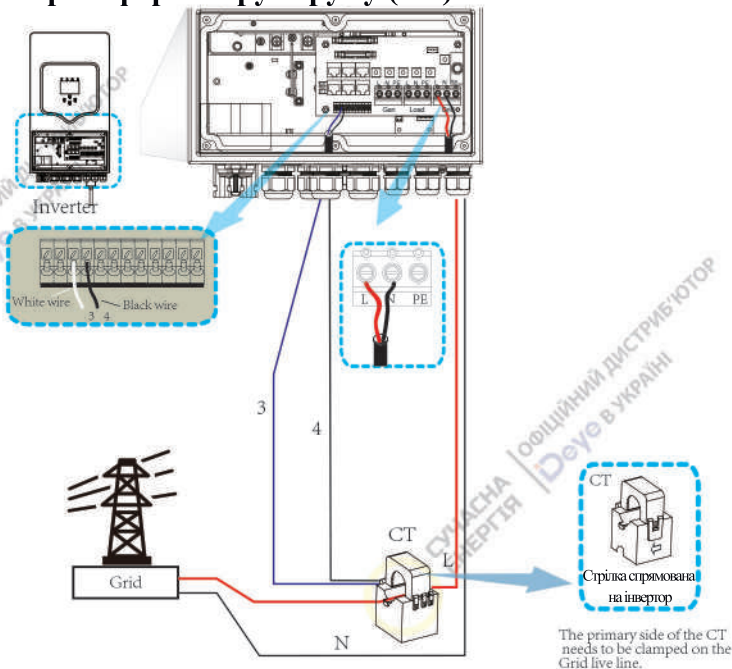 L N PE L N PE L N
Gen Load
Inverter
White wire
Black wire
3 4
L N PE
3
4
CT
L
Grid
N
CT
Стрілка спрямована
на інвертор
The primary side of the CT
needs to be clamped on the
Grid live line.
СУЧАСНА
ЕНЕРГІЯ
ОФІЦІЙНИЙ ДИСТРИБ'ЮТОР
Deye В УКРАЇНІ